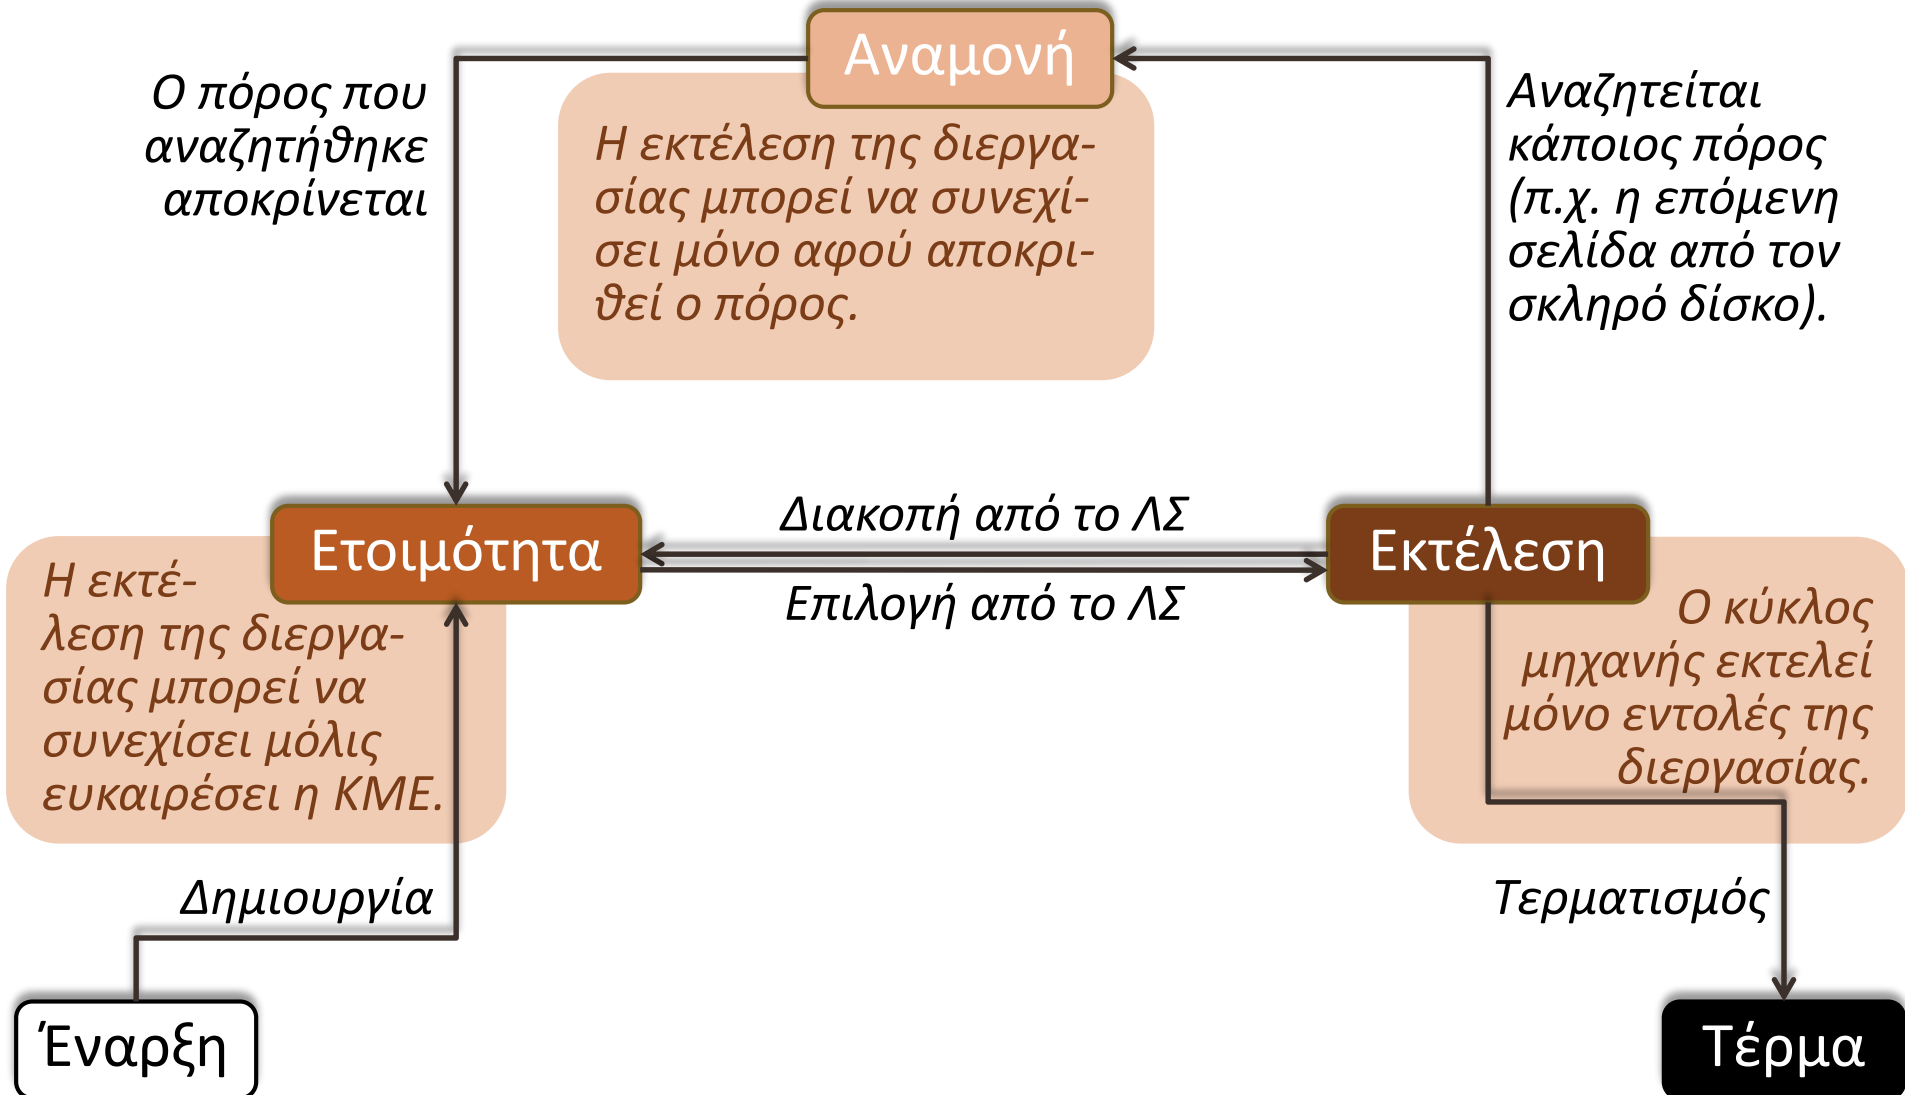 Αναμονή
Ο πόρος που
αναζητήθηκε
αποκρίνεται
Η εκτέλεση της διεργα-
σίας μπορεί να συνεχί-
σει μόνο αφού αποκρι-
θεί ο πόρος.
Αναζητείται
κάποιος πόρος
(π.χ. η επόμενη
σελίδα από τον
σκληρό δίσκο).
Ετοιμότητα
Διακοπή από το ΛΣ
Επιλογή από το ΛΣ
Εκτέλεση
Η εκτέ-
λεση της διεργα-
σίας μπορεί να
συνεχίσει μόλις
ευκαιρέσει η ΚΜΕ.
Ο κύκλος
μηχανής εκτελεί
μόνο εντολές της
διεργασίας.
Δημιουργία
Τερματισμός
Έναρξη
Τέρμα